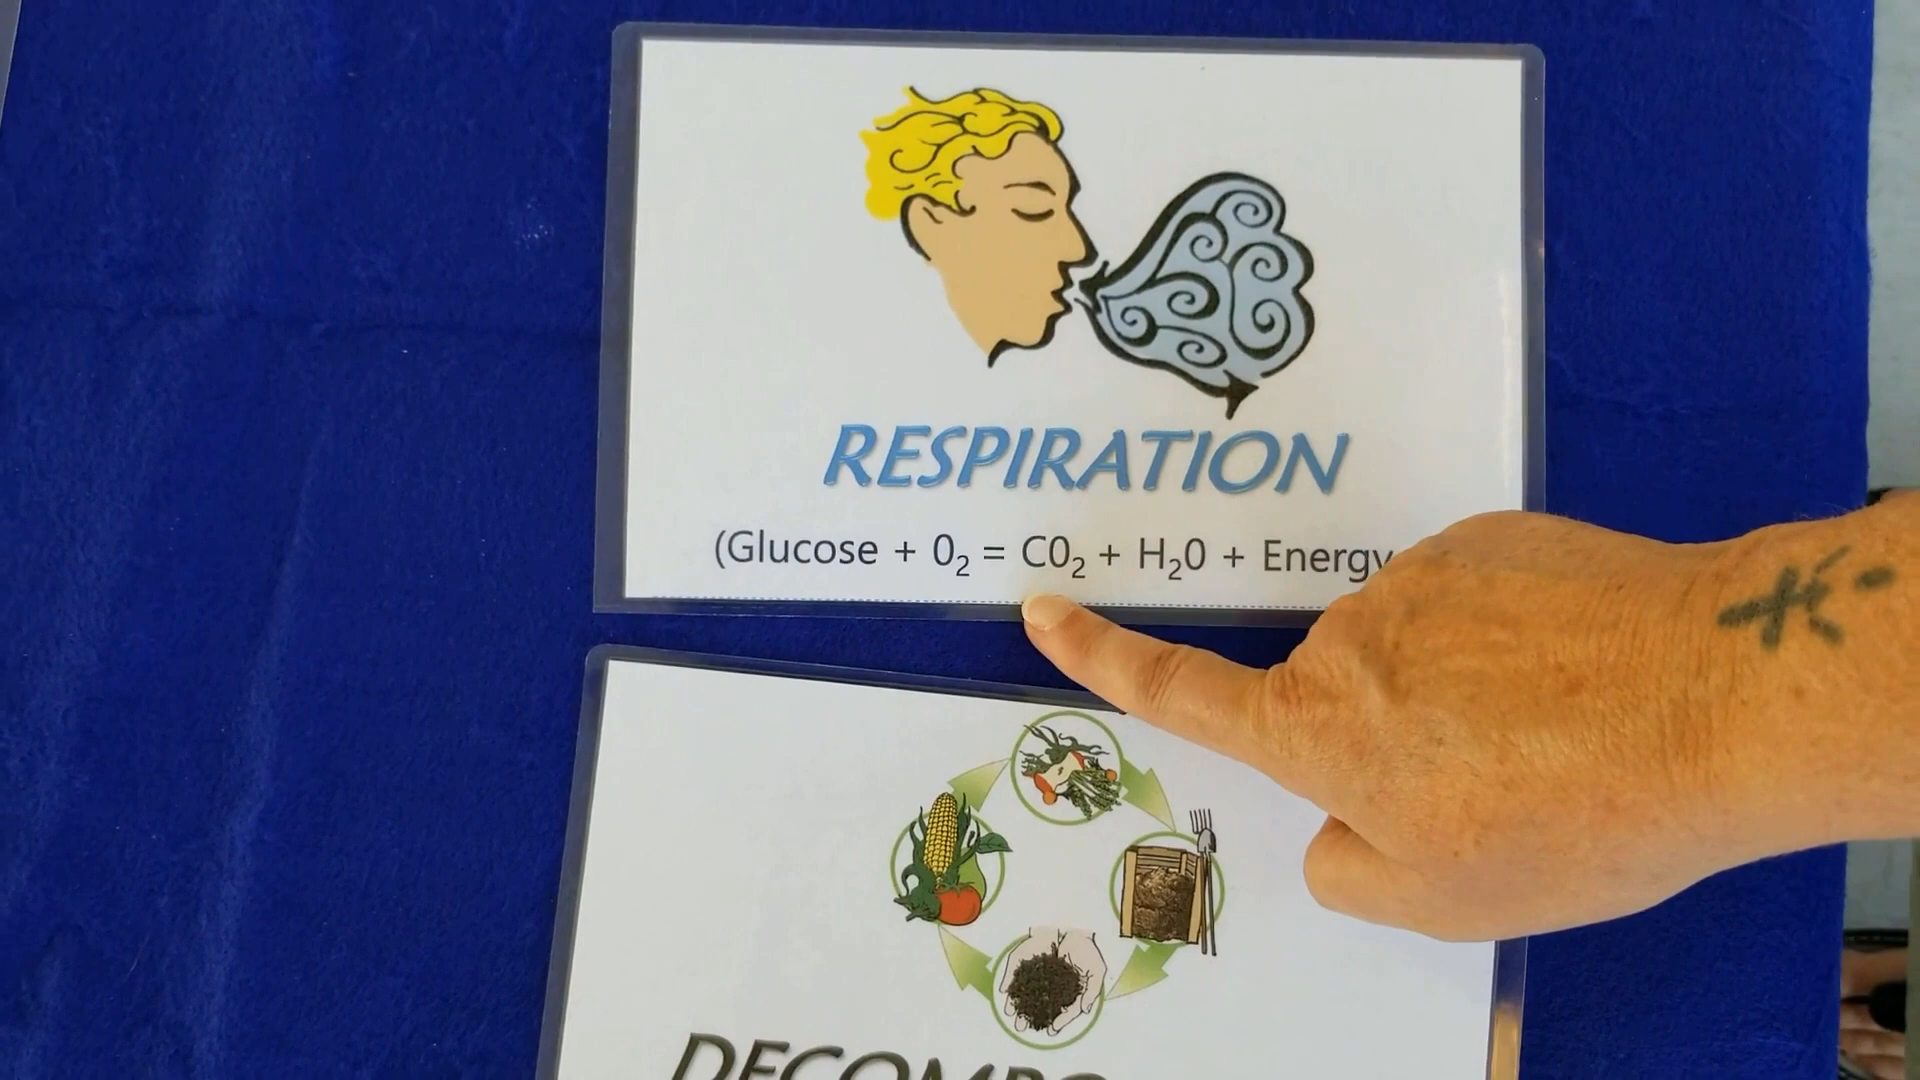 RESPIRATION
(Glucose + 0₂ = C0₂ + H₂0 + Energy